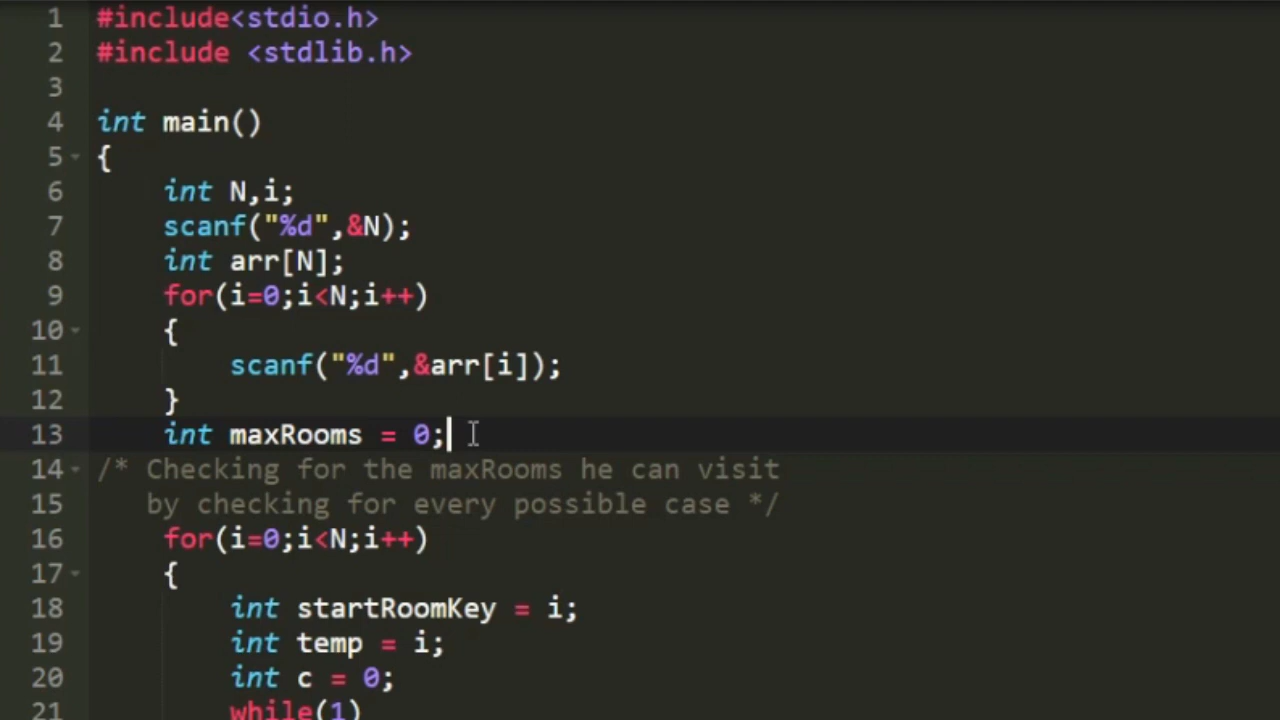 1 #include<stdio.h>
2 #include <stdlib.h>
3
4 int main()
5 {
6 int N,i;
7 scanf("%d",&N);
8 int arr[N];
9 for(i=0;i<N;i++)
10 {
11 scanf("%d",&arr[i]);
12 }
13 int maxRooms = 0;
14 /* Checking for the maxRooms he can visit
15 by checking for every possible case */
16 for(i=0;i<N;i++)
17 {
18 int startRoomKey = i;
19 int temp = i;
20 int c = 0;
21 while(1)